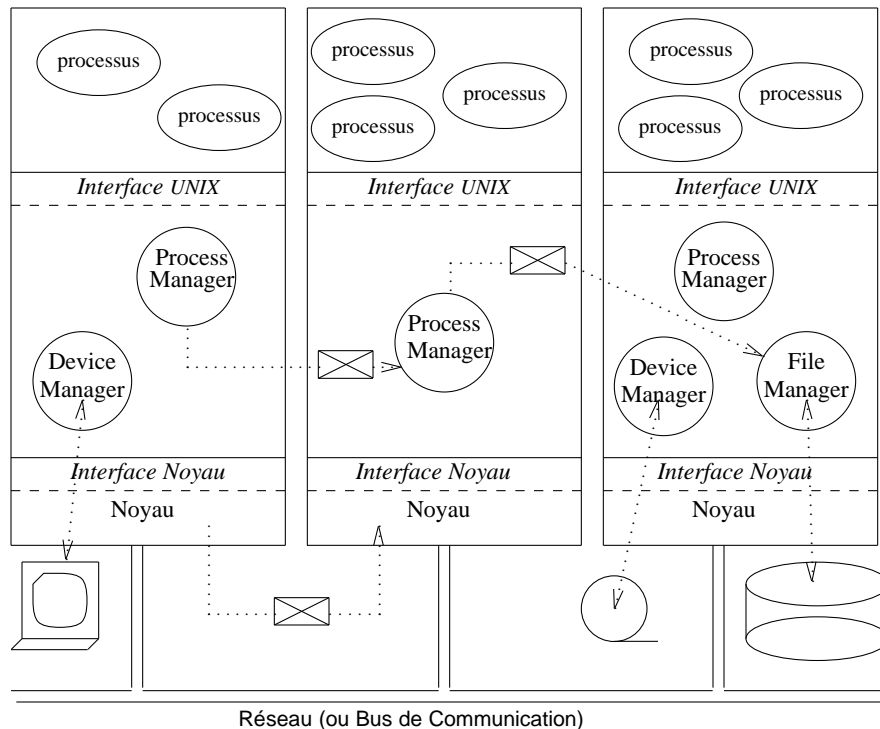 processus
processus
Interface UNIX
Process
Manager
Device
Manager
Interface Noyau
Noyau
processus
processus
processus
Interface UNIX
Process
Manager
Interface Noyau
Noyau
processus
processus
processus
Interface UNIX
Process
Manager
Device
Manager
File
Manager
Interface Noyau
Noyau
Réseau (ou Bus de Communication)